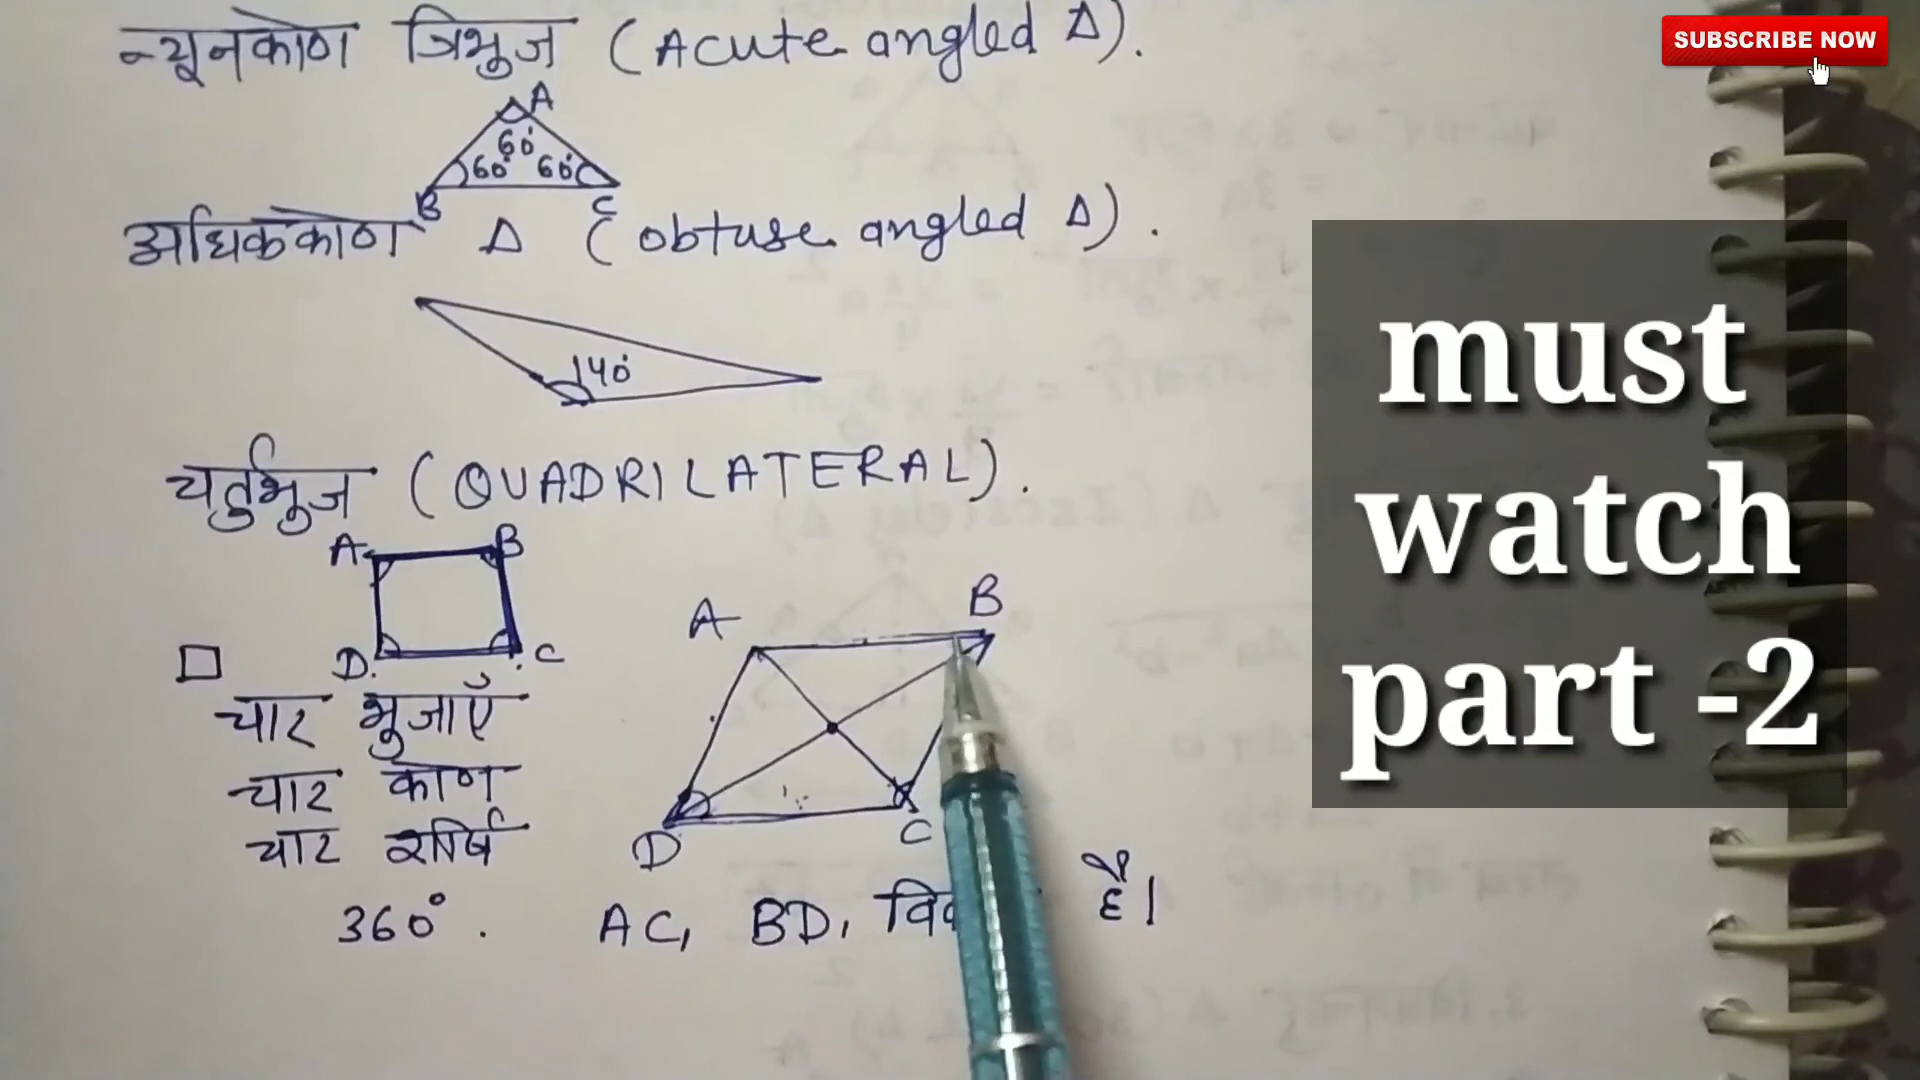 न्यूनकोण त्रिभुज (Acute angled Δ).
SUBSCRIBE NOW
A
60°
60° 60°
B C
अधिककोण Δ (obtuse angled Δ).
140°
चर्तुभुज (QUADRILATERAL).
A B
D C
चार भुजाएँ
चार कोण
चार शीर्ष
360°.
A B
D C
AC, BD, है।
must
watch
part -2